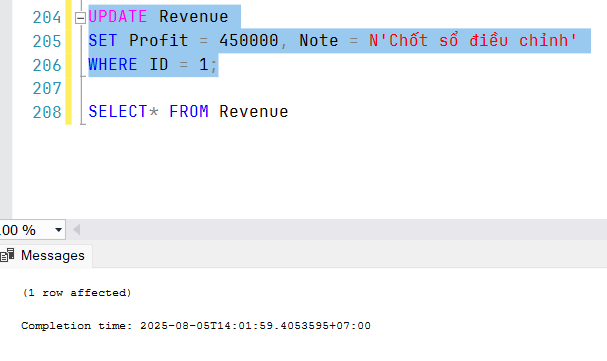 204 UPDATE Revenue
205 SET Profit = 450000, Note = N'Chốt sổ điều chỉnh'
206 WHERE ID = 1;
207
208 SELECT* FROM Revenue
.00 %
Messages
(1 row affected)
Completion time: 2025-08-05T14:01:59.4053595+07:00